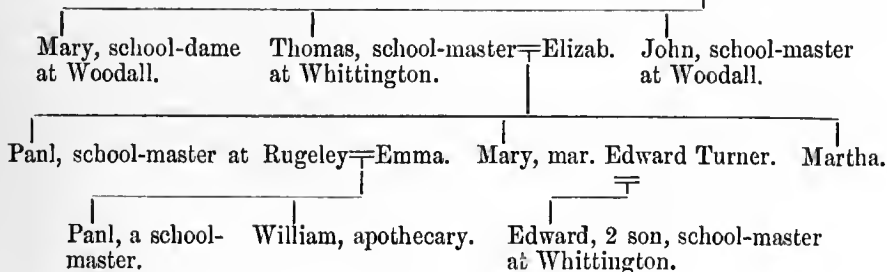 Mary, school-dame Thomas, school-master Elizab. John, school-master
at Woodall. at Whittington. at Woodall.
Panl, school-master at Rugeley Emma. Mary, mar. Edward Turner. Martha.
Panl, a school- William, apothecary. Edward, 2 son, school-master
master. at Whittington.